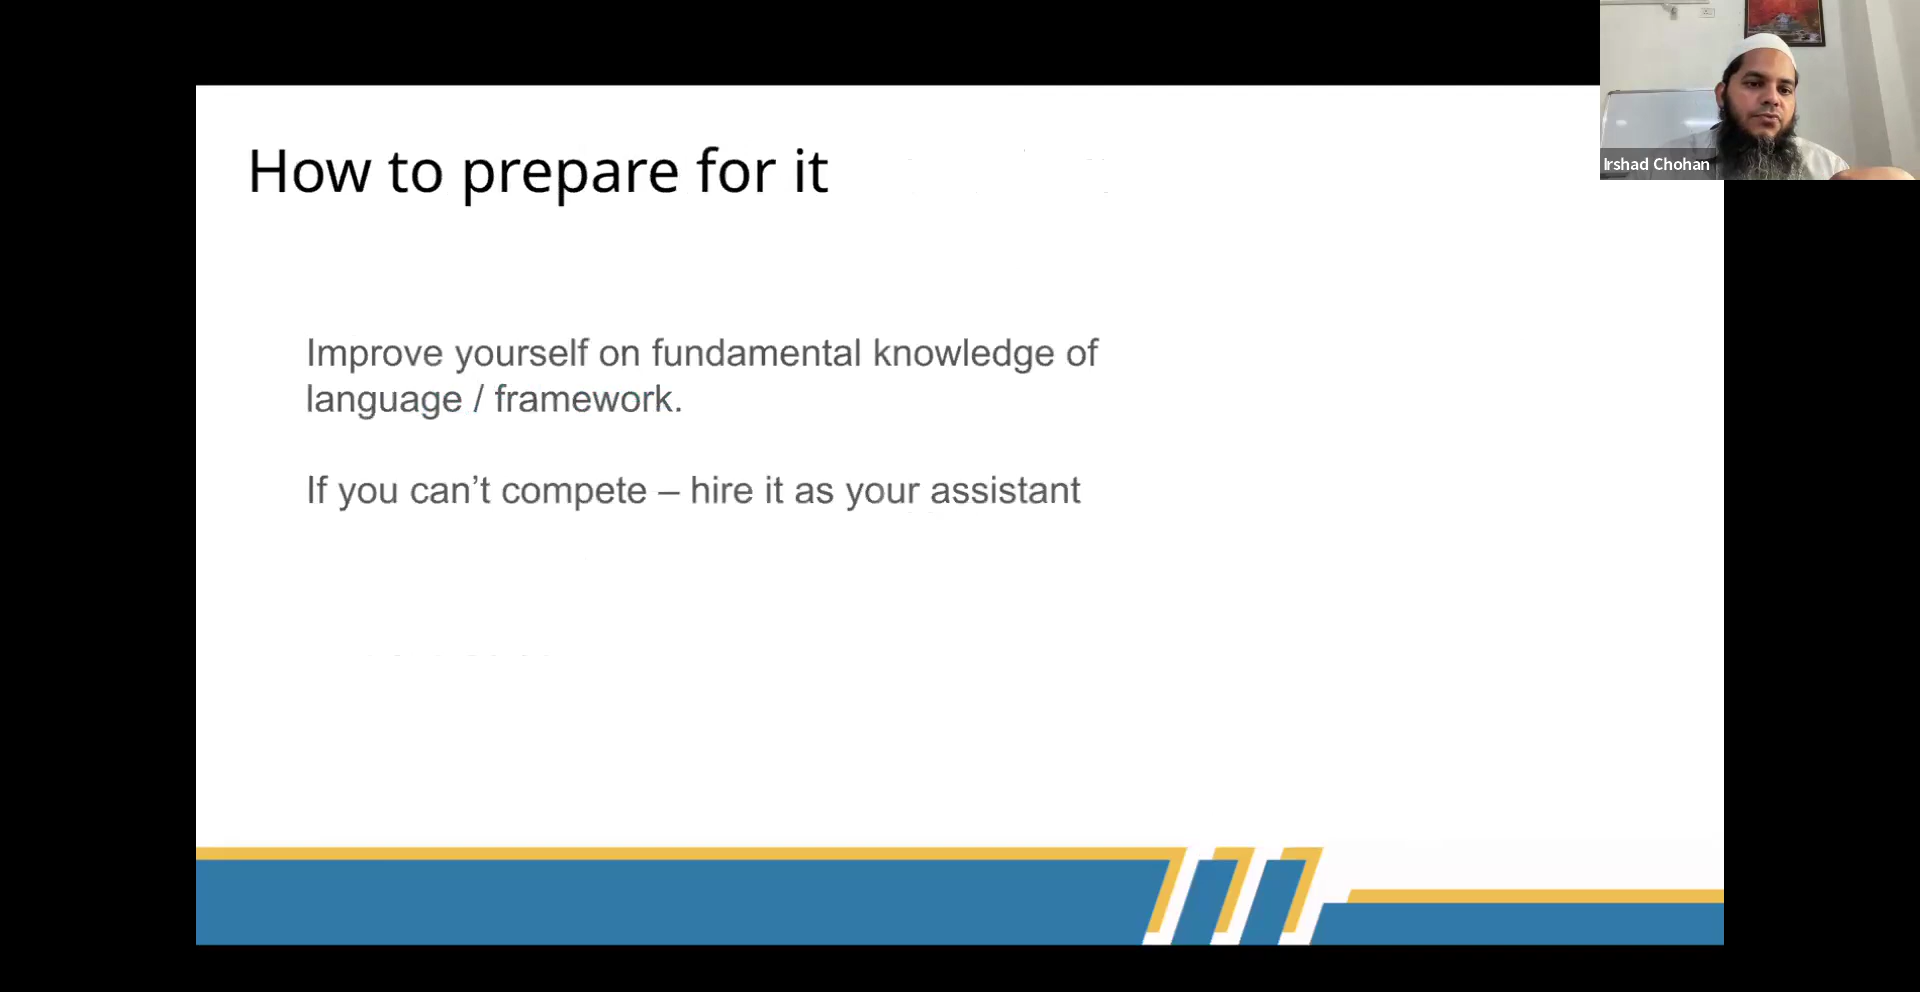 How to prepare for it
Improve yourself on fundamental knowledge of
language / framework.
If you can’t compete – hire it as your assistant
Irshad Chohan